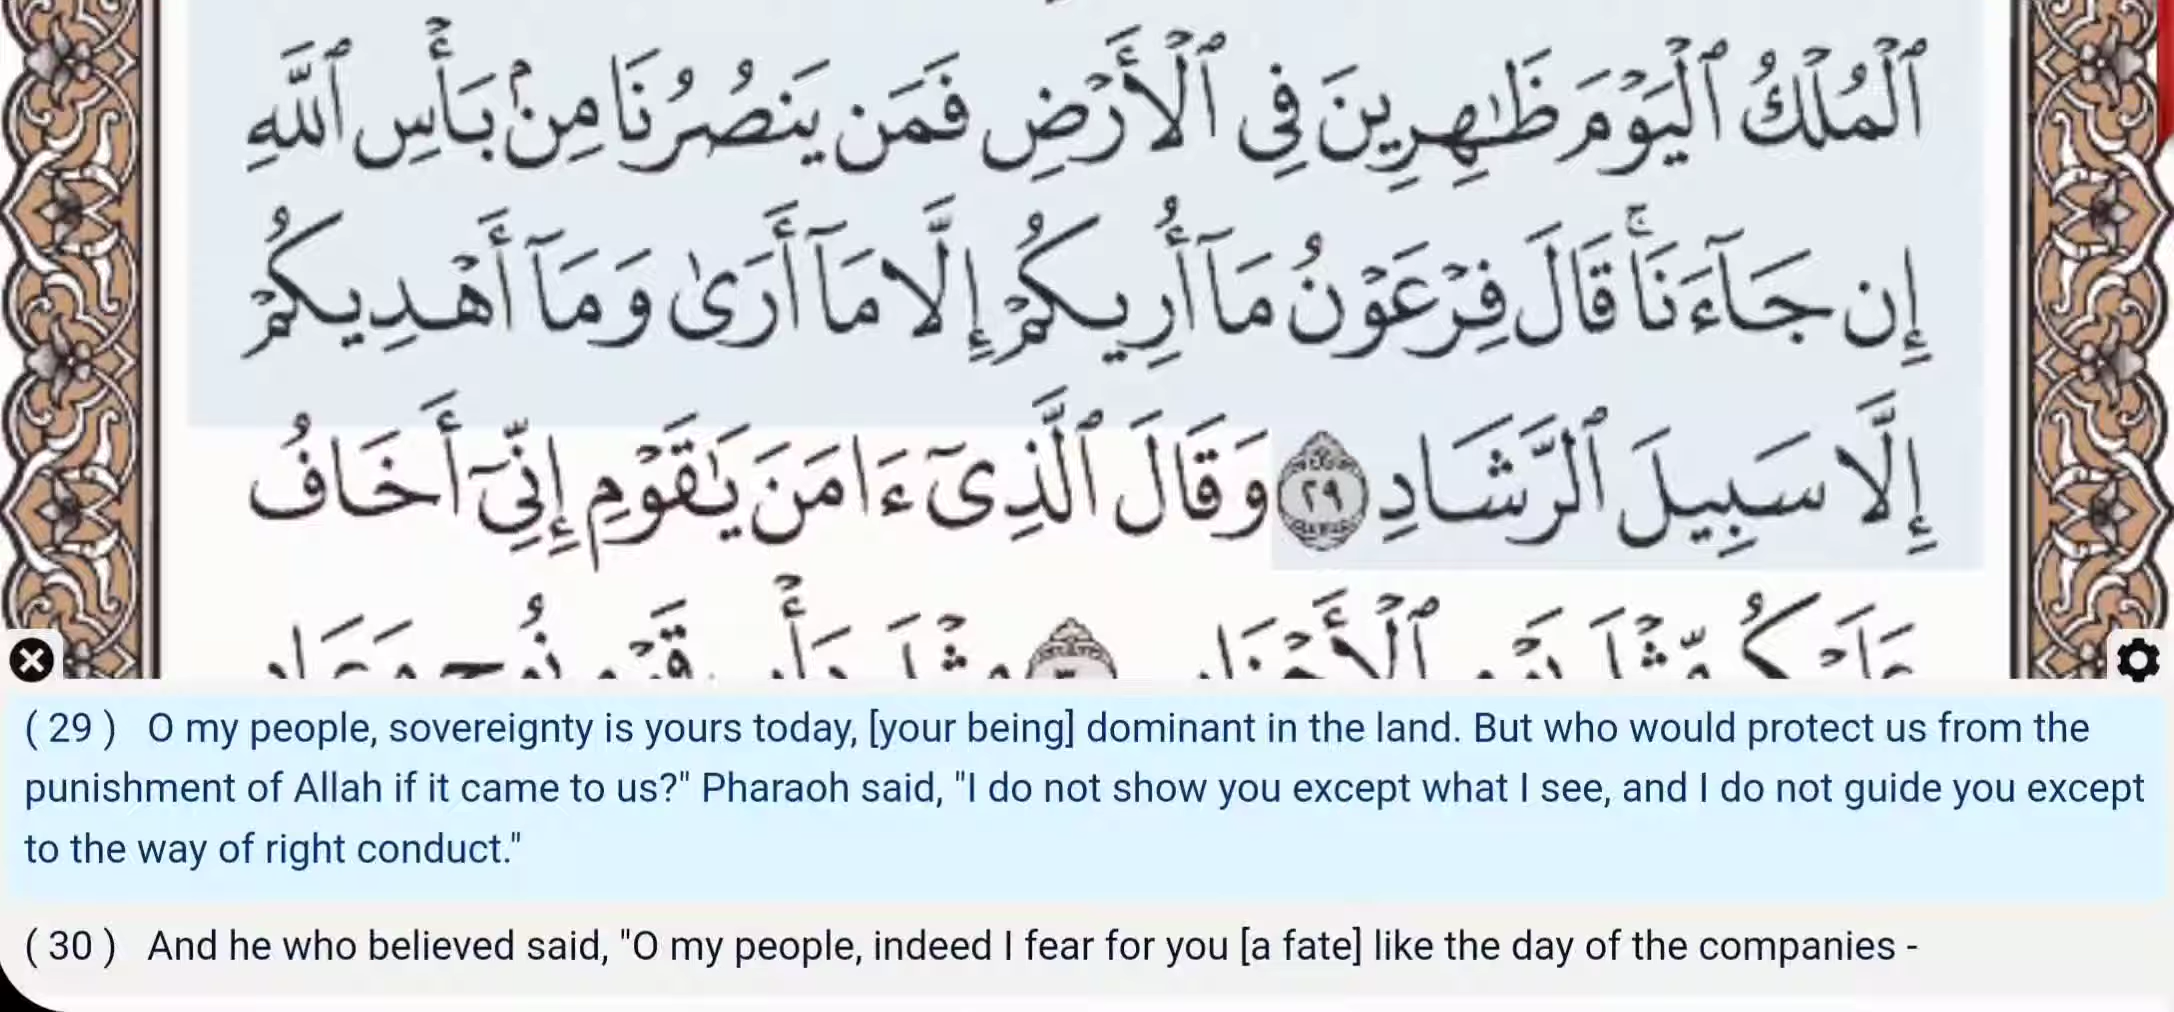 ٱلْمُلْكُ ٱلْيَوْمَ ظَٰهِرِينَ فِى ٱلْأَرْضِ فَمَن يَنصُرُنَا مِنۢ بَأْسِ ٱللَّهِ
إِن جَآءَنَا ۚ قَالَ فِرْعَوْنُ مَآ أُرِيكُمْ إِلَّا مَآ أَرَىٰ وَمَآ أَهْدِيكُمْ
إِلَّا سَبِيلَ ٱلرَّشَادِ ٢٩ وَقَالَ ٱلَّذِىٓ ءَامَنَ يَٰقَوْمِ إِنِّىٓ أَخَافُ
( 29 ) O my people, sovereignty is yours today, [your being] dominant in the land. But who would protect us from the
punishment of Allah if it came to us?" Pharaoh said, "I do not show you except what I see, and I do not guide you except
to the way of right conduct."
( 30 ) And he who believed said, "O my people, indeed I fear for you [a fate] like the day of the companies -